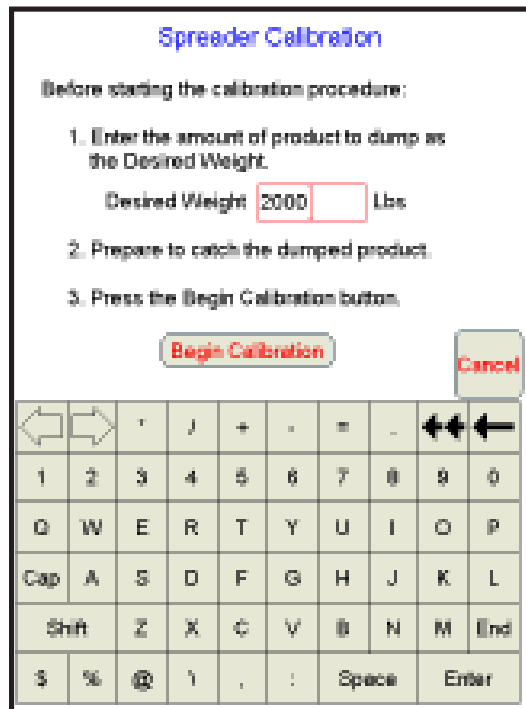 Spreader Calibration
Before starting the calibration procedure:
1. Enter the amount of product to dump as
the Desired Weight.
Desired Weight 2000 Lbs
2. Prepare to catch the dumped product.
3. Press the Begin Calibration button.
Begin Calibration
Cancel
* / + - = _
1 2 3 4 5 6 7 8 9 0
Q W E R T Y U I O P
Cap A S D F G H J K L
Shift Z X C V B N M End
$ % @ \ , : Space Enter